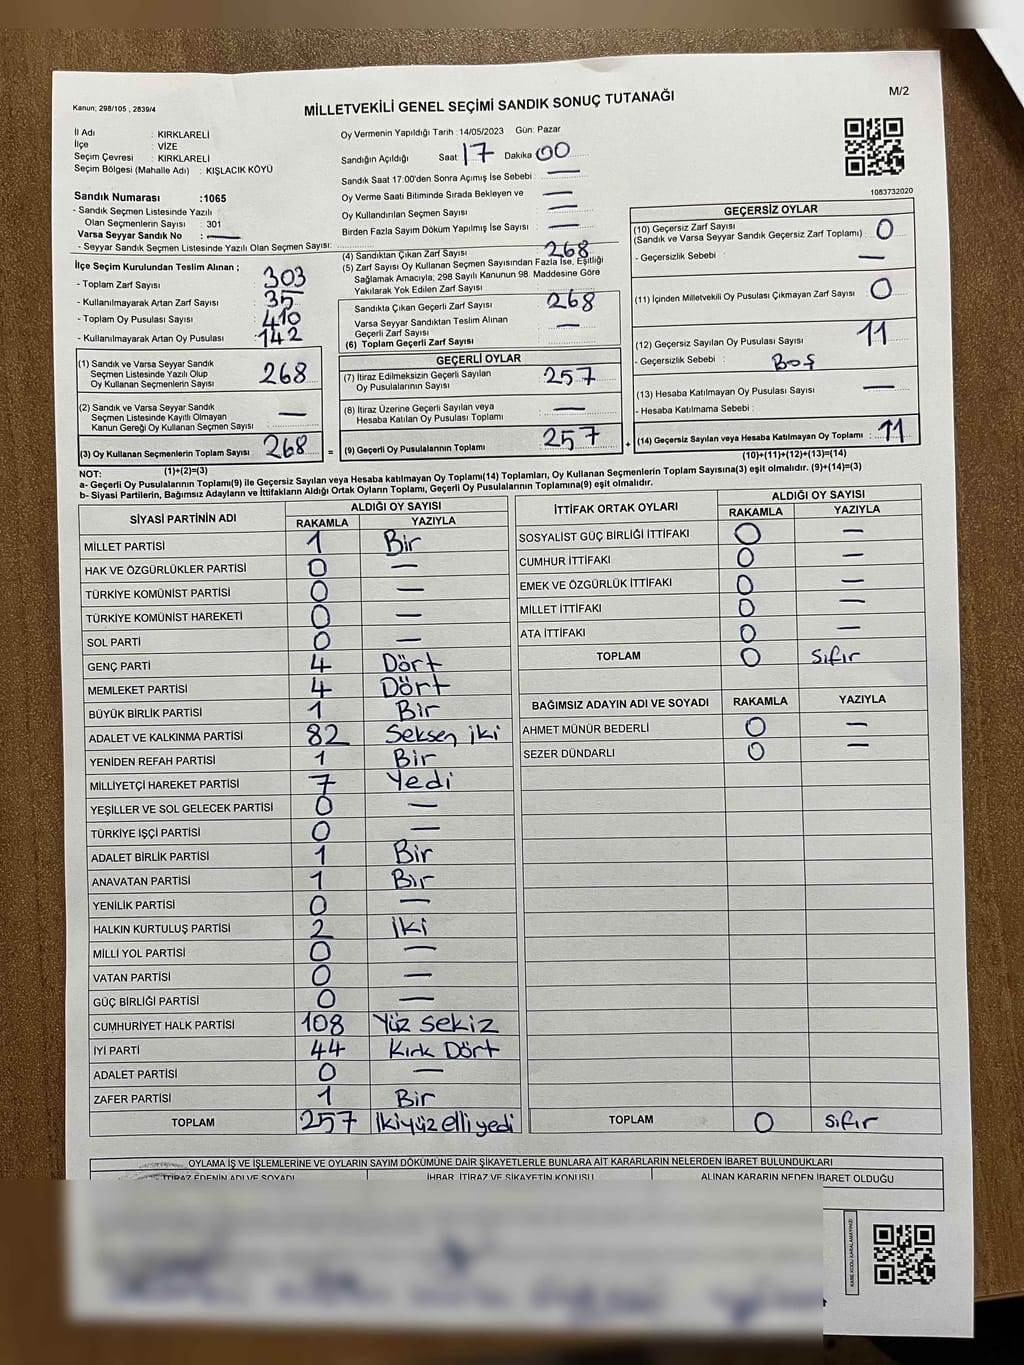 Kanun; 298/105 , 2839/4
MİLLETVEKİLİ GENEL SEÇİMİ SANDIK SONUÇ TUTANAĞI
M/2
İl Adı : KIRKLARELİ
İlçe : VİZE
Seçim Çevresi : KIRKLARELİ
Seçim Bölgesi (Mahalle Adı) : KIŞLACIK KÖYÜ
Oy Vermenin Yapıldığı Tarih :14/05/2023 Gün: Pazar
Sandığın Açıldığı Saat 17 Dakika 00
Sandık Saat 17:00'den Sonra Açımış İse Sebebi : —
Oy Verme Saati Bitiminde Sırada Bekleyen ve —
Oy Kullandırılan Seçmen Sayısı —
Birden Fazla Sayım Döküm Yapılmış İse Sayısı : —
1083732020
Sandık Numarası :1065
- Sandık Seçmen Listesinde Yazılı
Olan Seçmenlerin Sayısı : 301
Varsa Seyyar Sandık No : —
- Seyyar Sandık Seçmen Listesinde Yazılı Olan Seçmen Sayısı:
İlçe Seçim Kurulundan Teslim Alınan ;
- Toplam Zarf Sayısı : 303
- Kullanılmayarak Artan Zarf Sayısı : 35
- Toplam Oy Pusulası Sayısı : 410
- Kullanılmayarak Artan Oy Pusulası : 142
(1) Sandık ve Varsa Seyyar Sandık
Seçmen Listesinde Yazılı Olup
Oy Kullanan Seçmenlerin Sayısı : 268
(2) Sandık ve Varsa Seyyar Sandık
Seçmen Listesinde Kayıtlı Olmayan
Kanun Gereği Oy Kullanan Seçmen Sayısı : —
(3) Oy Kullanan Seçmenlerin Toplam Sayısı : 268
(1)+(2)=(3)
(4) Sandıktan Çıkan Zarf Sayısı : 268
(5) Zarf Sayısı Oy Kullanan Seçmen Sayısından Fazla İse, Eşitliği
Sağlamak Amacıyla; 298 Sayılı Kanunun 98. Maddesine Göre
Yakılarak Yok Edilen Zarf Sayısı :
Sandıkta Çıkan Geçerli Zarf Sayısı : 268
Varsa Seyyar Sandıktan Teslim Alınan
Geçerli Zarf Sayısı : —
(6) Toplam Geçerli Zarf Sayısı :
GEÇERLİ OYLAR
(7) İtiraz Edilmeksizin Geçerli Sayılan
Oy Pusulalarının Sayısı : 257
(8) İtiraz Üzerine Geçerli Sayılan veya
Hesaba Katılan Oy Pusulası Toplamı : —
= (9) Geçerli Oy Pusulalarının Toplamı : 257
GEÇERSİZ OYLAR
(10) Geçersiz Zarf Sayısı
(Sandık ve Varsa Seyyar Sandık Geçersiz Zarf Toplamı) : 0
- Geçersizlik Sebebi : —
(11) İçinden Milletvekili Oy Pusulası Çıkmayan Zarf Sayısı : 0
(12) Geçersiz Sayılan Oy Pusulası Sayısı : 11
- Geçersizlik Sebebi : Boş
(13) Hesaba Katılmayan Oy Pusulası Sayısı : —
- Hesaba Katılmama Sebebi :
+ (14) Geçersiz Sayılan veya Hesaba Katılmayan Oy Toplamı : 11
(10)+(11)+(12)+(13)=(14)
NOT:
a- Geçerli Oy Pusulalarının Toplamı(9) ile Geçersiz Sayılan veya Hesaba katılmayan Oy Toplamı(14) Toplamları, Oy Kullanan Seçmenlerin Toplam Sayısına(3) eşit olmalıdır. (9)+(14)=(3)
b- Siyasi Partilerin, Bağımsız Adayların ve İttifakların Aldığı Ortak Oyların Toplamı, Geçerli Oy Pusulalarının Toplamına(9) eşit olmalıdır.
SİYASİ PARTİNİN ADI ALDIĞI OY SAYISI
RAKAMLA YAZIYLA
MİLLET PARTİSİ 1 Bir
HAK VE ÖZGÜRLÜKLER PARTİSİ 0 —
TÜRKİYE KOMÜNİST PARTİSİ 0 —
TÜRKİYE KOMÜNİST HAREKETİ 0 —
SOL PARTİ 0 —
GENÇ PARTİ 4 Dört
MEMLEKET PARTİSİ 4 Dört
BÜYÜK BİRLİK PARTİSİ 1 Bir
ADALET VE KALKINMA PARTİSİ 82 Seksen iki
YENİDEN REFAH PARTİSİ 1 Bir
MİLLİYETÇİ HAREKET PARTİSİ 7 Yedi
YEŞİLLER VE SOL GELECEK PARTİSİ 0 —
TÜRKİYE İŞÇİ PARTİSİ 0 —
ADALET BİRLİK PARTİSİ 1 Bir
ANAVATAN PARTİSİ 1 Bir
YENİLİK PARTİSİ 0 —
HALKIN KURTULUŞ PARTİSİ 2 İki
MİLLİ YOL PARTİSİ 0 —
VATAN PARTİSİ 0 —
GÜÇ BİRLİĞİ PARTİSİ 0 —
CUMHURİYET HALK PARTİSİ 108 Yüz sekiz
İYİ PARTİ 44 Kırk Dört
ADALET PARTİSİ 0 —
ZAFER PARTİSİ 1 Bir
TOPLAM 257 İkiyüz elli yedi
İTTİFAK ORTAK OYLARI ALDIĞI OY SAYISI
RAKAMLA YAZIYLA
SOSYALİST GÜÇ BİRLİĞİ İTTİFAKI 0 —
CUMHUR İTTİFAKI 0 —
EMEK VE ÖZGÜRLÜK İTTİFAKI 0 —
MİLLET İTTİFAKI 0 —
ATA İTTİFAKI 0 —
TOPLAM 0 Sıfır
BAĞIMSIZ ADAYIN ADI VE SOYADI RAKAMLA YAZIYLA
AHMET MÜNÜR BEDERLİ 0 —
SEZER DÜNDARLI 0 —
TOPLAM 0 Sıfır
OYLAMA İŞ VE İŞLEMLERİNE VE OYLARIN SAYIM DÖKÜMÜNE DAİR ŞİKAYETLERLE BUNLARA AİT KARARLARIN NELERDEN İBARET BULUNDUKLARI
İTİRAZ EDENİN ADI VE SOYADI İHBAR, İTİRAZ VE ŞİKAYETİN KONUSU ALINAN KARARIN NEDEN İBARET OLDUĞU
KARE KODU KARALAMAYINIZ!